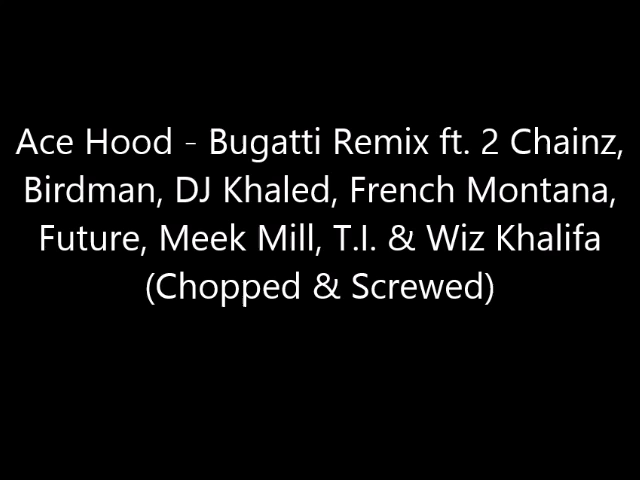 Ace Hood - Bugatti Remix ft. 2 Chainz,
Birdman, DJ Khaled, French Montana,
Future, Meek Mill, T.I. & Wiz Khalifa
(Chopped & Screwed)